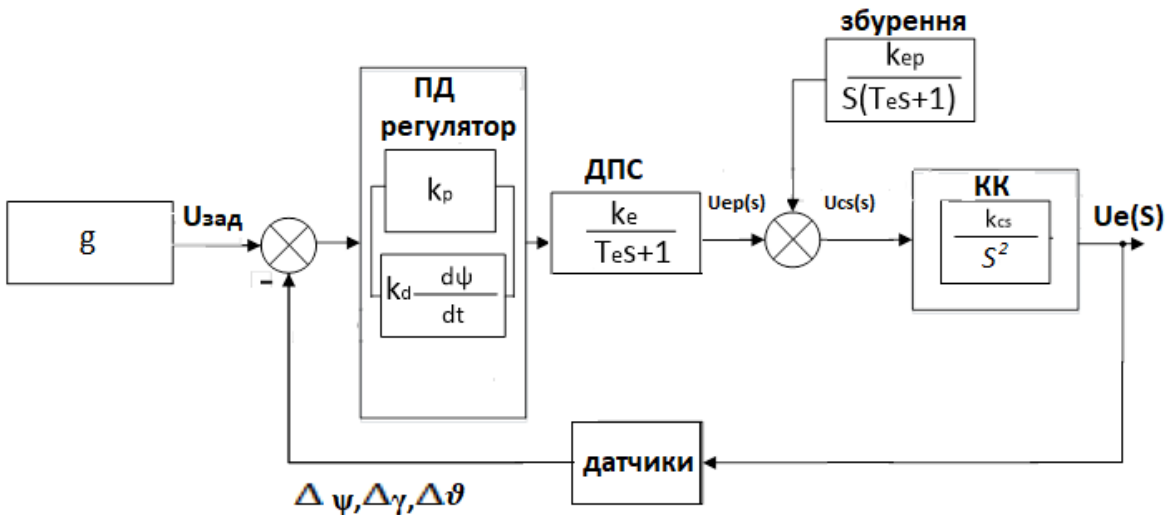 збурення
kep
S(Tes+1)
ПД
регулятор
kp
kd dψ
dt
ДПС
ke
Tes+1
Uep(s)
Ucs(s)
КК
kcs
S²
Ue(S)
g
Uзад
-
датчики
Δψ,Δγ,Δϑ